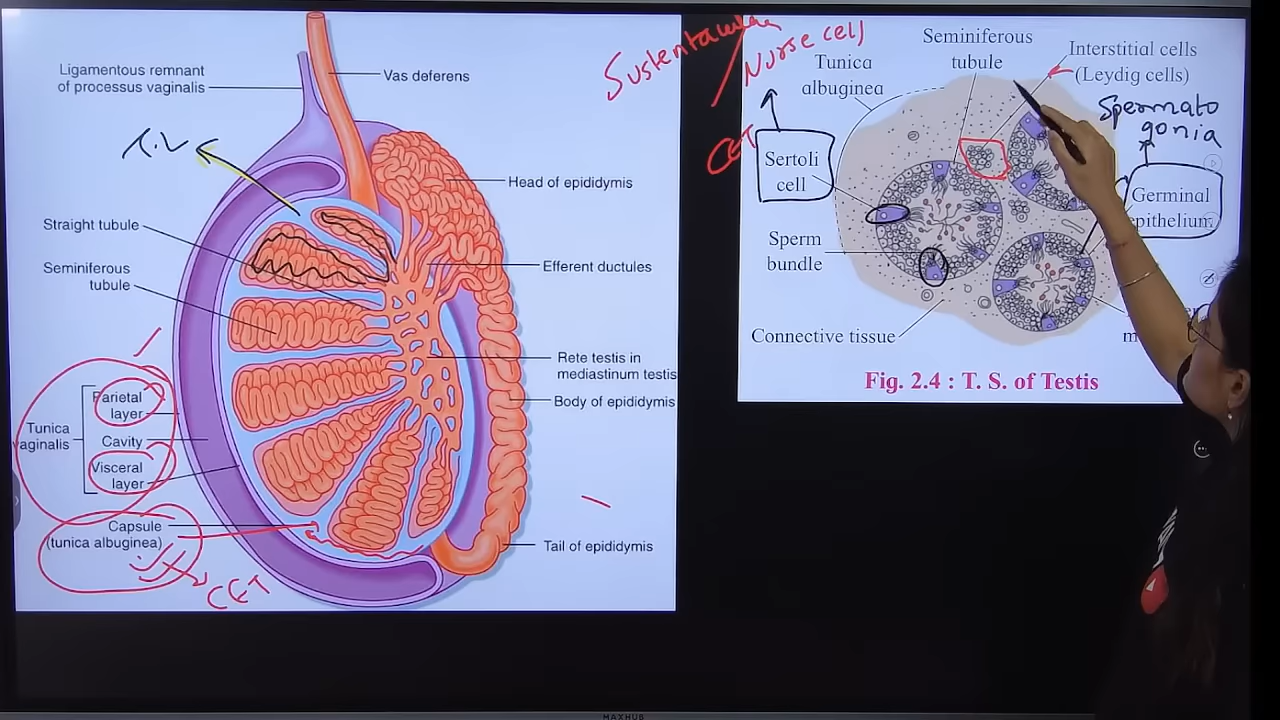 Ligamentous remnant
of processus vaginalis
Vas deferens
T.L
Head of epididymis
Straight tubule
Seminiferous
tubule
Efferent ductules
Rete testis in
mediastinum testis
Body of epididymis
Parietal
layer
Tunica
vaginalis
Cavity
Visceral
layer
Capsule
(tunica albuginea)
CET
Tail of epididymis
Nurse cell
CET
Seminiferous
tubule
Tunica
albuginea
Interstitial cells
(Leydig cells)
Spermato
gonia
Sertoli
cell
Germinal
epithelium
Sperm
bundle
Connective tissue
Fig. 2.4 : T. S. of Testis
MAXHUB